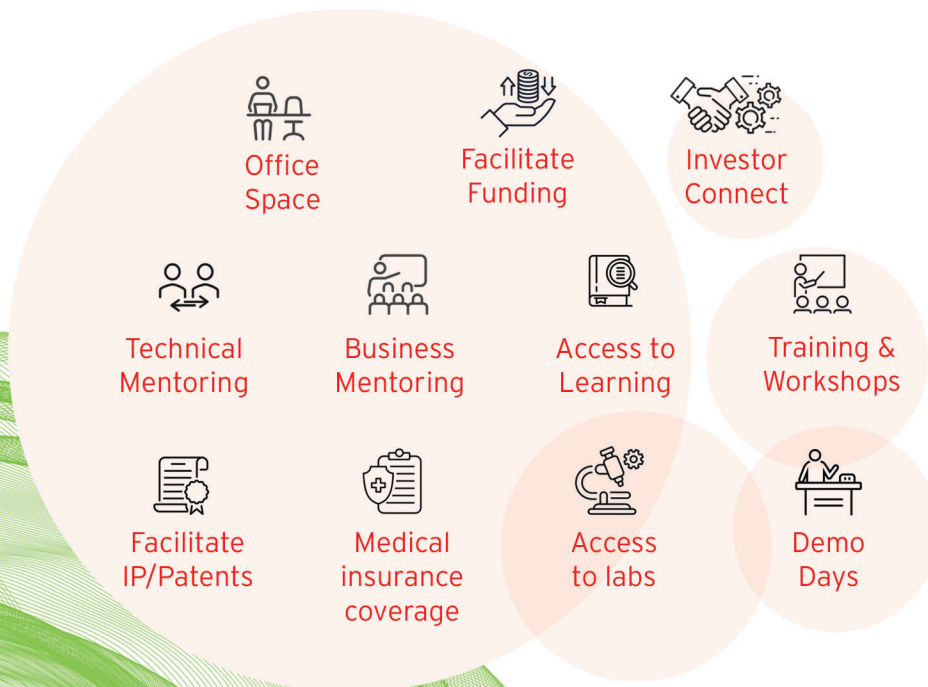 Office
Space
Facilitate
Funding
Investor
Connect
Technical
Mentoring
Business
Mentoring
Access to
Learning
Training &
Workshops
Facilitate
IP/Patents
Medical
insurance
coverage
Access
to labs
Demo
Days